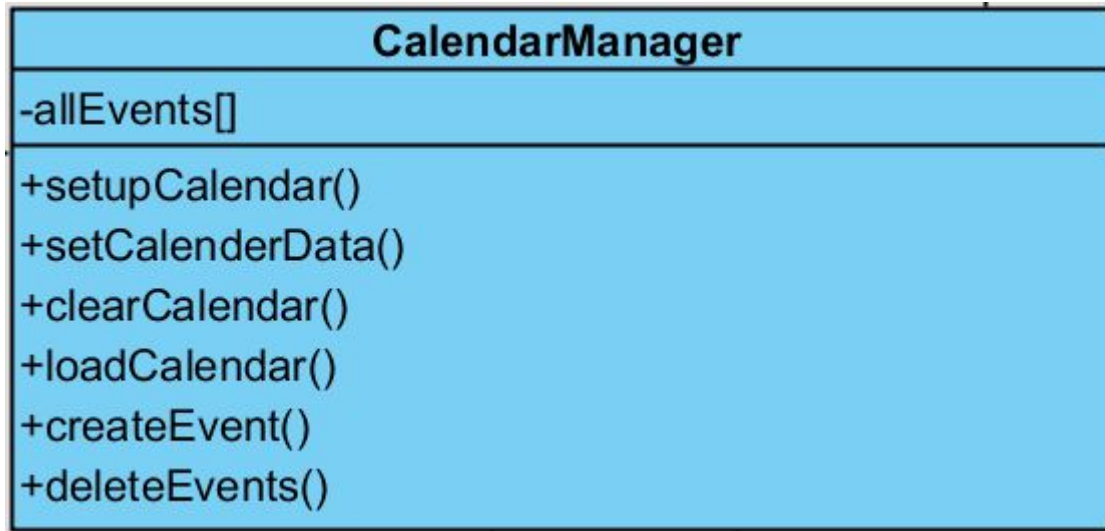 CalendarManager
-allEvents[]
+setupCalendar()
+setCalenderData()
+clearCalendar()
+loadCalendar()
+createEvent()
+deleteEvents()